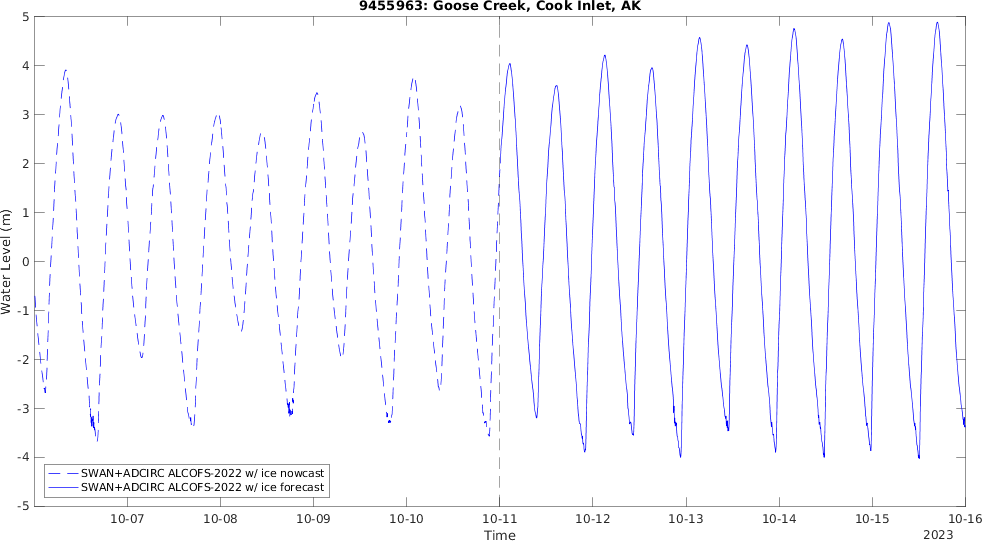 9455963: Goose Creek, Cook Inlet, AK
5
4
3
2
1
0
-1
-2
-3
-4
-5
Water Level (m)
SWAN+ADCIRC ALCOFS-2022 w/ ice nowcast
SWAN+ADCIRC ALCOFS-2022 w/ ice forecast
10-07 10-08 10-09 10-10 10-11 10-12 10-13 10-14 10-15 10-16
Time
2023